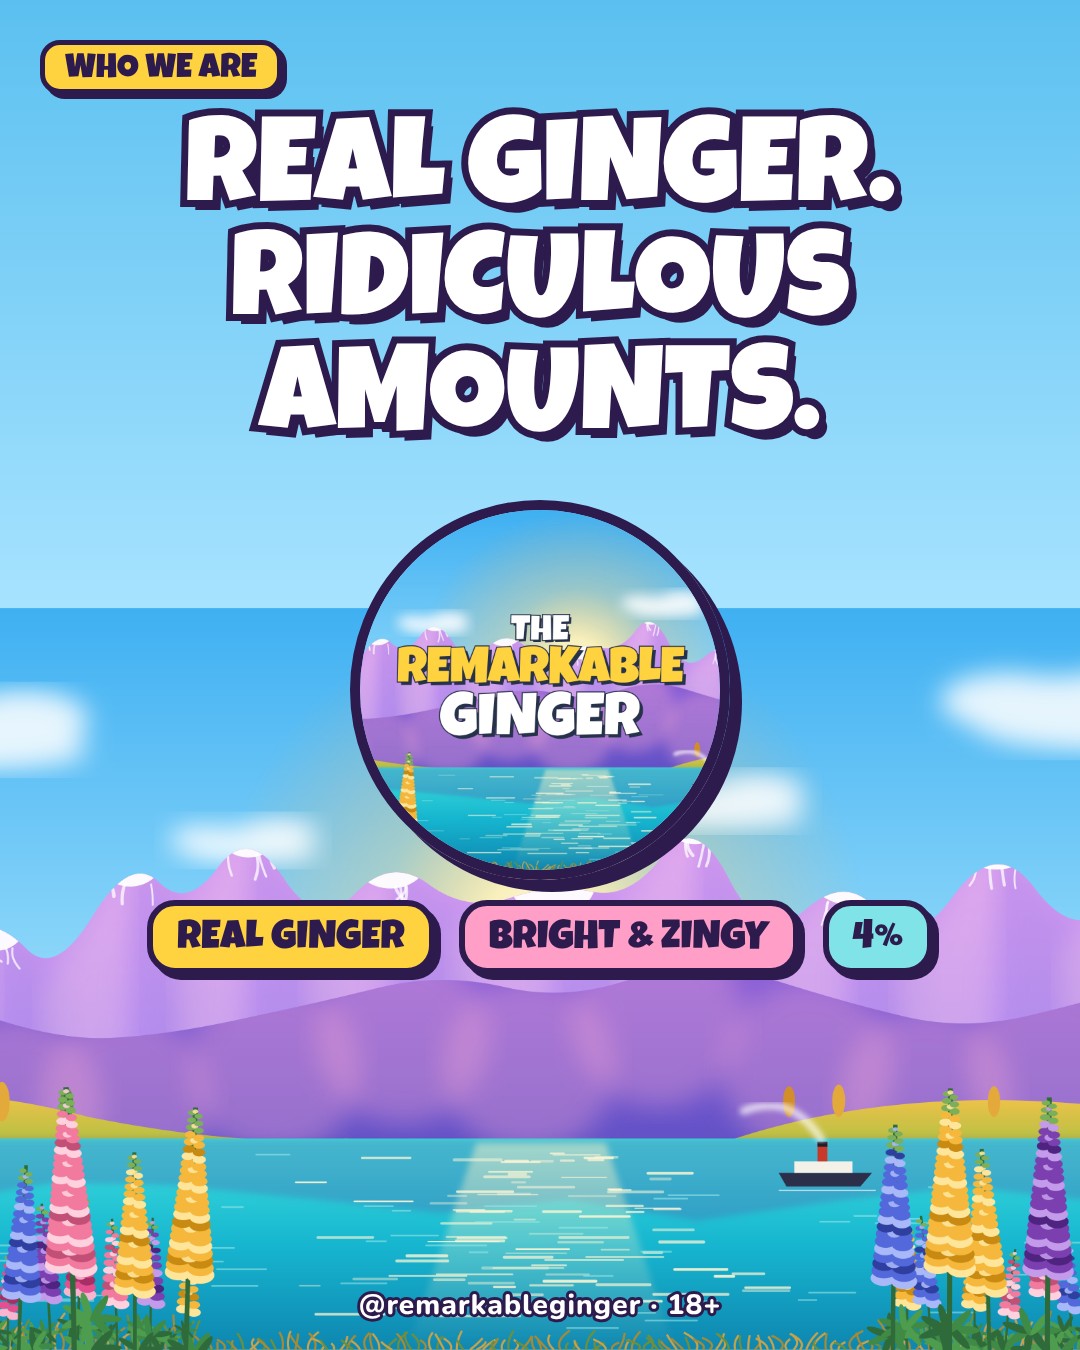 WHO WE ARE
REAL GINGER.
RIDICULOUS
AMOUNTS.
THE
REMARKABLE
GINGER
REAL GINGER
BRIGHT & ZINGY
4%
@remarkableginger · 18+